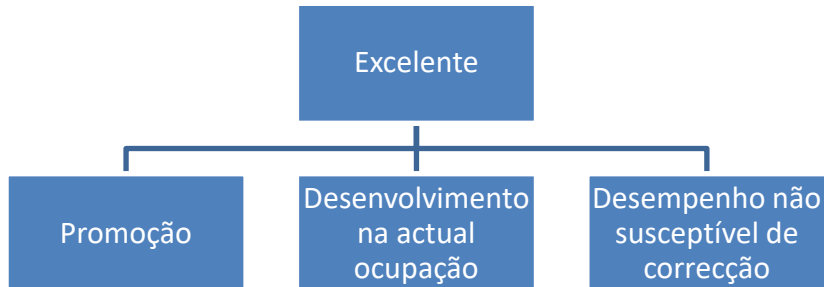 Excelente
Promoção
Desenvolvimento
na actual
ocupação
Desempenho não
susceptível de
correcção